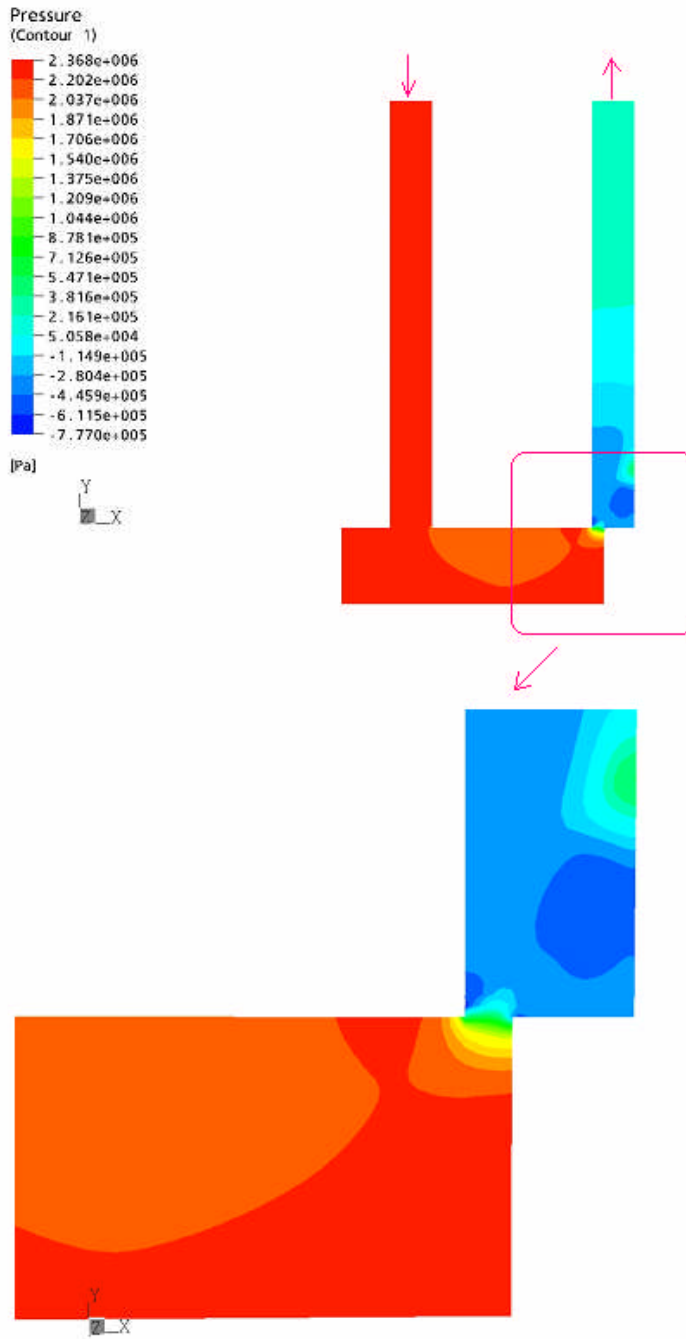 Pressure
(Contour 1)
2.368e+006
2.202e+006
2.037e+006
1.871e+006
1.706e+006
1.540e+006
1.375e+006
1.209e+006
1.044e+006
8.781e+005
7.126e+005
5.471e+005
3.816e+005
2.161e+005
5.058e+004
-1.149e+005
-2.804e+005
-4.459e+005
-6.115e+005
-7.770e+005
[Pa]
Y
Z X
Y
Z X